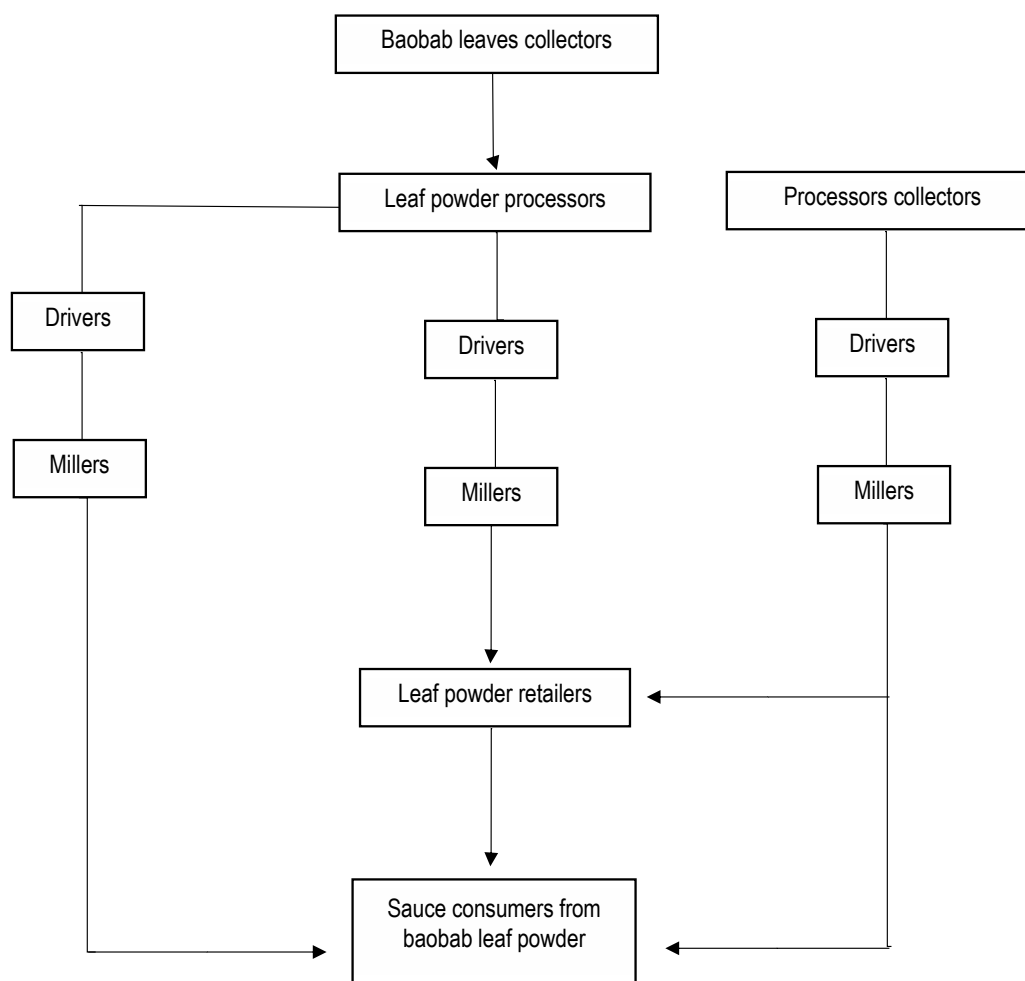 Baobab leaves collectors
Leaf powder processors
Processors collectors
Drivers
Drivers
Drivers
Millers
Millers
Millers
Leaf powder retailers
Sauce consumers from
baobab leaf powder